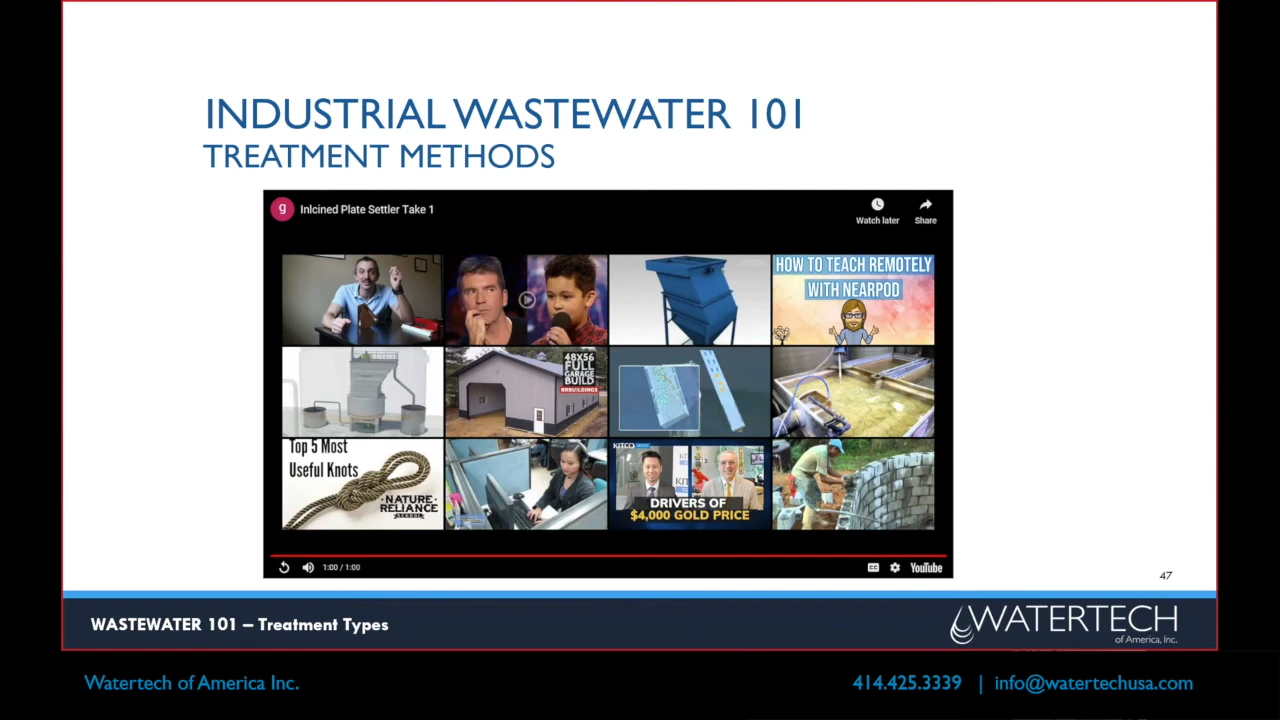 INDUSTRIAL WASTEWATER 101
TREATMENT METHODS
g
Inlcined Plate Settler Take 1
Watch later
Share
HOW TO TEACH REMOTELY
WITH NEARPOD
48X56
FULL
GARAGE
BUILD
RRBUILDINGS
Top 5 Most
Useful Knots
NATURE
RELIANCE
SCHOOL
KITCO
DRIVERS OF
$4,000 GOLD PRICE
1:00 / 1:00
CC
YouTube
47
WASTEWATER 101 – Treatment Types
WATERTECH
of America, Inc.
Watertech of America Inc.
414.425.3339 | info@watertechusa.com